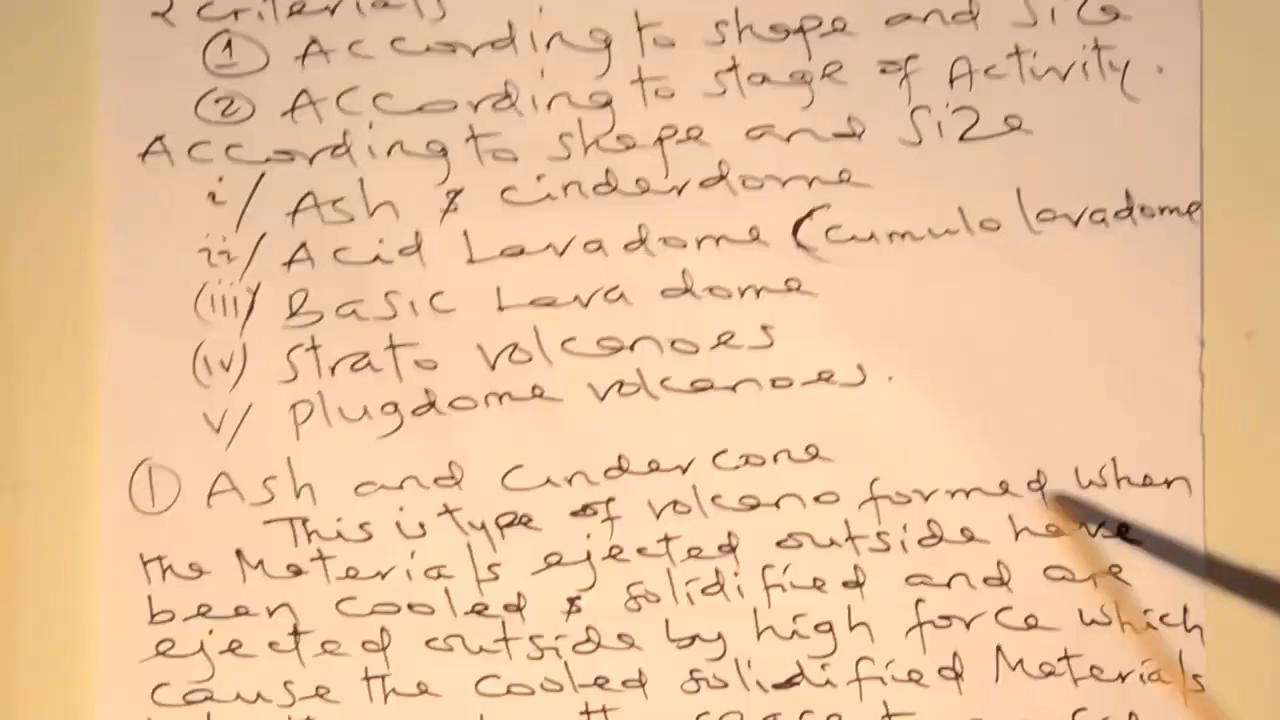 2 criterials
① According to shape and size
② According to stage of Activity.
According to shape and size
i/ Ash & cinderdome
ii/ Acid Lavadome (cumulo lavadome
(iii) Basic Lava dome
(iv) Strato volcanoes
v/ plugdome volcanoes.
① Ash and cinder cone
This is type of volcano formed when
the Materials ejected outside have
been cooled & solidified and are
ejected outside by high force which
cause the cooled solidified Materials